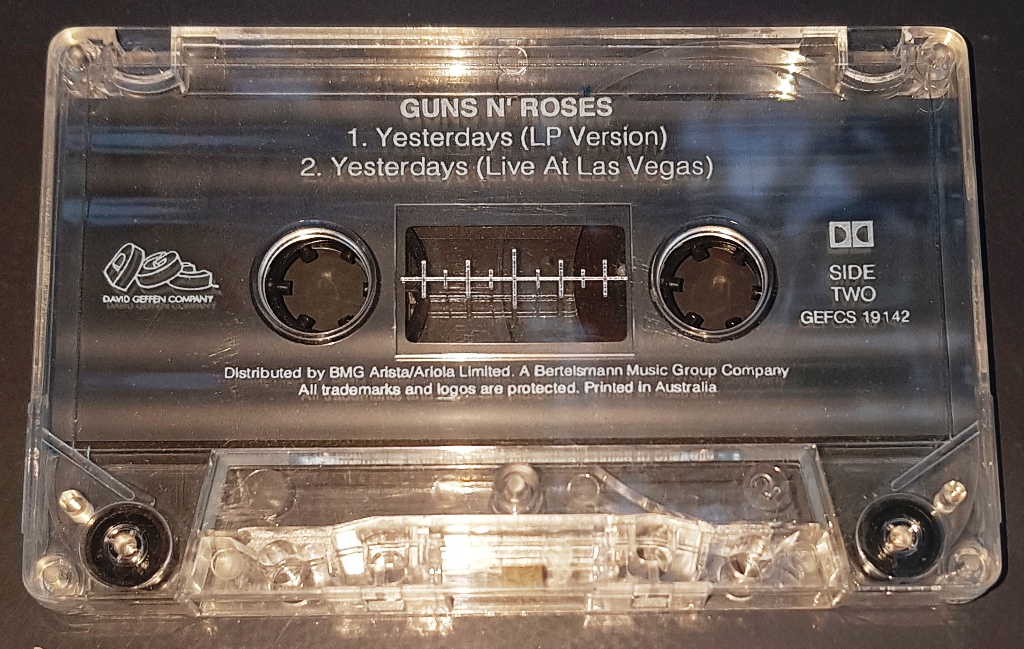 GUNS N' ROSES
1. Yesterdays (LP Version)
2. Yesterdays (Live At Las Vegas)
DAVID GEFFEN COMPANY
SIDE
TWO
GEFCS 19142
Distributed by BMG Arista/Ariola Limited. A Bertelsmann Music Group Company
All trademarks and logos are protected. Printed in Australia